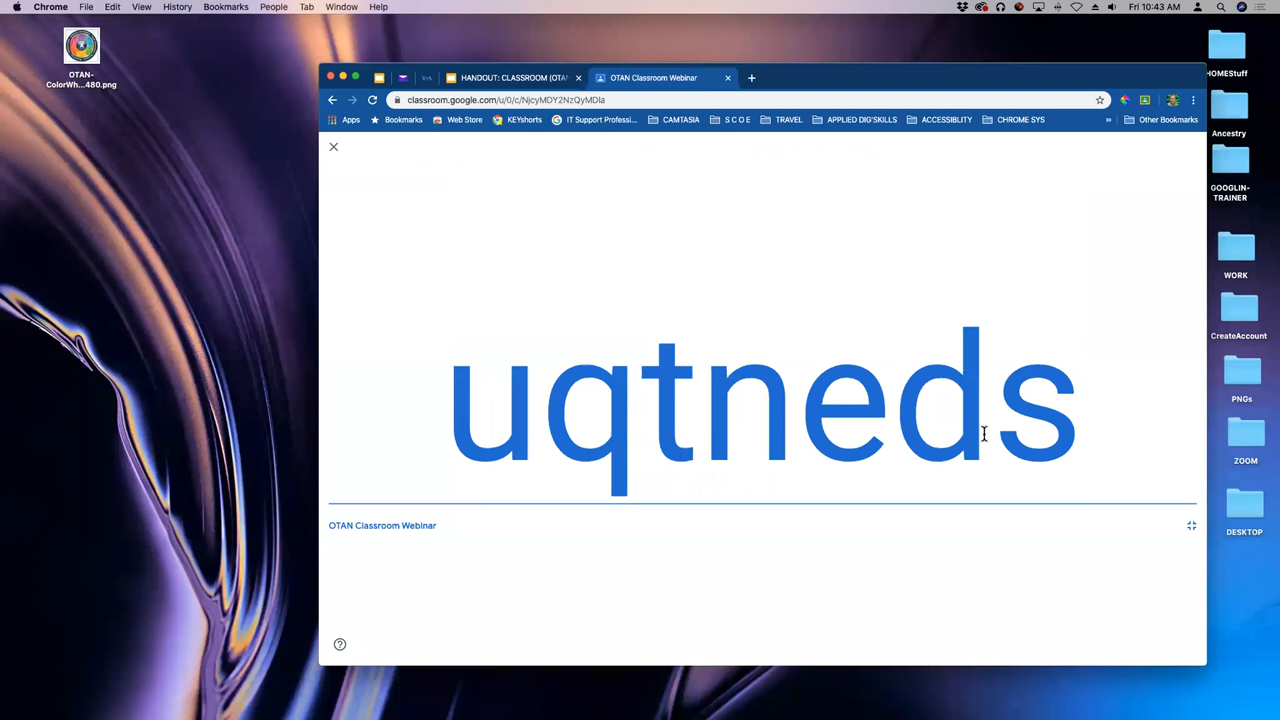 Chrome File Edit View History Bookmarks People Tab Window Help Fri 10:43 AM
OTAN-
ColorWh...480.png
HANDOUT: CLASSROOM (OTAN
OTAN Classroom Webinar
classroom.google.com/u/0/c/NjcyMDY2NzQyMDla
Apps Bookmarks Web Store KEYshorts IT Support Professi... CAMTASIA S C O E TRAVEL APPLIED DIG'SKILLS ACCESSIBLITY CHROME SYS » Other Bookmarks
uqtneds
OTAN Classroom Webinar
HOMEStuff
Ancestry
GOOGLIN-
TRAINER
WORK
CreateAccount
PNGs
ZOOM
DESKTOP